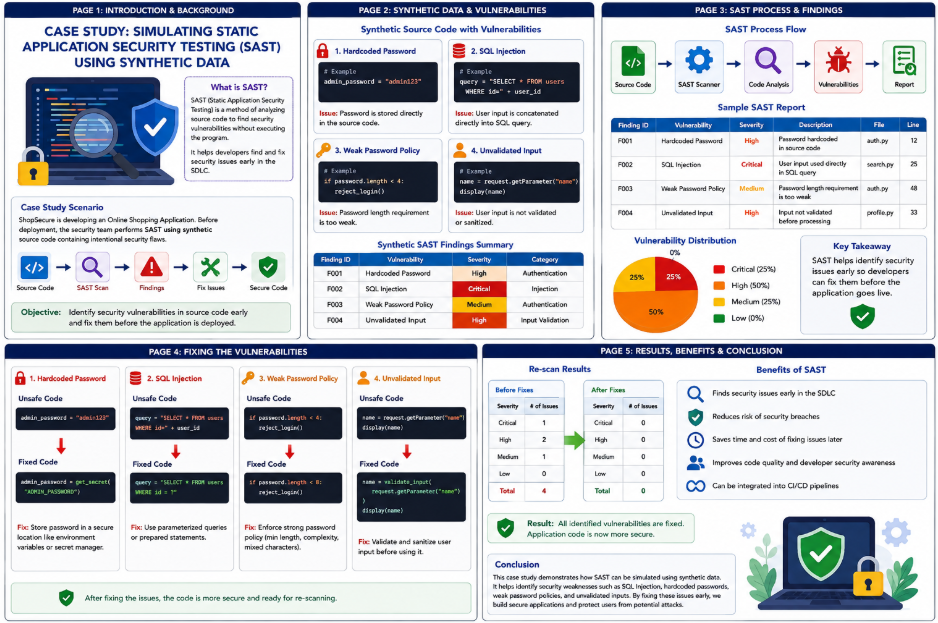 PAGE 1: INTRODUCTION & BACKGROUND
CASE STUDY: SIMULATING STATIC
APPLICATION SECURITY TESTING (SAST)
USING SYNTHETIC DATA
What is SAST?
SAST (Static Application Security
Testing) is a method of analyzing
source code to find security
vulnerabilities without executing
the program.
It helps developers find and fix
security issues early in the
SDLC.
Case Study Scenario
ShopSecure is developing an Online Shopping Application. Before
deployment, the security team performs SAST using synthetic
source code containing intentional security flaws.
Source Code
SAST Scan
Findings
Fix Issues
Secure Code
Objective: Identify security vulnerabilities in source code early
and fix them before the application is deployed.
PAGE 2: SYNTHETIC DATA & VULNERABILITIES
Synthetic Source Code with Vulnerabilities
1. Hardcoded Password
# Example
admin_password = "admin123"
Issue: Password is stored directly
in the source code.
2. SQL Injection
# Example
query = "SELECT * FROM users
WHERE id=" + user_id
Issue: User input is concatenated
directly into SQL query.
3. Weak Password Policy
# Example
if password.length < 4:
reject_login()
Issue: Password length requirement
is too weak.
4. Unvalidated Input
# Example
name = request.getParameter("name")
display(name)
Issue: User input is not validated
or sanitized.
Synthetic SAST Findings Summary
Finding ID Vulnerability Severity Category
F001 Hardcoded Password High Authentication
F002 SQL Injection Critical Injection
F003 Weak Password Policy Medium Authentication
F004 Unvalidated Input High Input Validation
PAGE 3: SAST PROCESS & FINDINGS
SAST Process Flow
Source Code
SAST Scanner
Code Analysis
Vulnerabilities
Report
Sample SAST Report
Finding ID Vulnerability Severity Description File Line
F001 Hardcoded Password High Password hardcoded in source code auth.py 12
F002 SQL Injection Critical User input used directly in SQL query search.py 25
F003 Weak Password Policy Medium Password length requirement is too weak auth.py 48
F004 Unvalidated Input High Input not validated before processing profile.py 33
Vulnerability Distribution
0%
25%
25%
50%
Critical (25%)
High (50%)
Medium (25%)
Low (0%)
Key Takeaway
SAST helps identify security
issues early so developers
can fix them before the
application goes live.
PAGE 4: FIXING THE VULNERABILITIES
1. Hardcoded Password
Unsafe Code
admin_password = "admin123"
Fixed Code
admin_password = get_secret(
"ADMIN_PASSWORD")
Fix: Store password in a secure
location like environment
variables or secret manager.
2. SQL Injection
Unsafe Code
query = "SELECT * FROM users
WHERE id=" + user_id
Fixed Code
query = "SELECT * FROM users
WHERE id = ?"
Fix: Use parameterized queries
or prepared statements.
3. Weak Password Policy
Unsafe Code
if password.length < 4:
reject_login()
Fixed Code
if password.length < 8:
reject_login()
Fix: Enforce strong password
policy (min length, complexity,
mixed characters).
4. Unvalidated Input
Unsafe Code
name = request.getParameter("name")
display(name)
Fixed Code
name = validate_input(
request.getParameter("name")
)
display(name)
Fix: Validate and sanitize user
input before using it.
After fixing the issues, the code is more secure and ready for re-scanning.
PAGE 5: RESULTS, BENEFITS & CONCLUSION
Re-scan Results
Before Fixes
Severity # of Issues
Critical 1
High 2
Medium 1
Low 0
Total 4
After Fixes
Severity # of Issues
Critical 0
High 0
Medium 0
Low 0
Total 0
Benefits of SAST
Finds security issues early in the SDLC
Reduces risk of security breaches
Saves time and cost of fixing issues later
Improves code quality and developer security awareness
Can be integrated into CI/CD pipelines
Result: All identified vulnerabilities are fixed.
Application code is now more secure.
Conclusion
This case study demonstrates how SAST can be simulated using synthetic data.
It helps identify security weaknesses such as SQL Injection, hardcoded passwords,
weak password policies, and unvalidated inputs. By fixing these issues early, we
build secure applications and protect users from potential attacks.